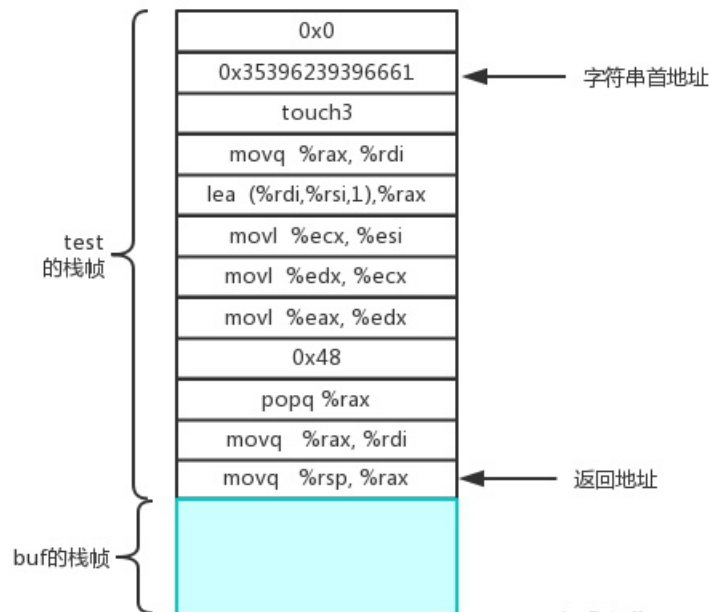 0x0
0x35396239396661
字符串首地址
touch3
movq %rax, %rdi
lea (%rdi,%rsi,1),%rax
movl %ecx, %esi
test
的栈帧
movl %edx, %ecx
movl %eax, %edx
0x48
popq %rax
movq %rax, %rdi
movq %rsp, %rax
返回地址
buf的栈帧